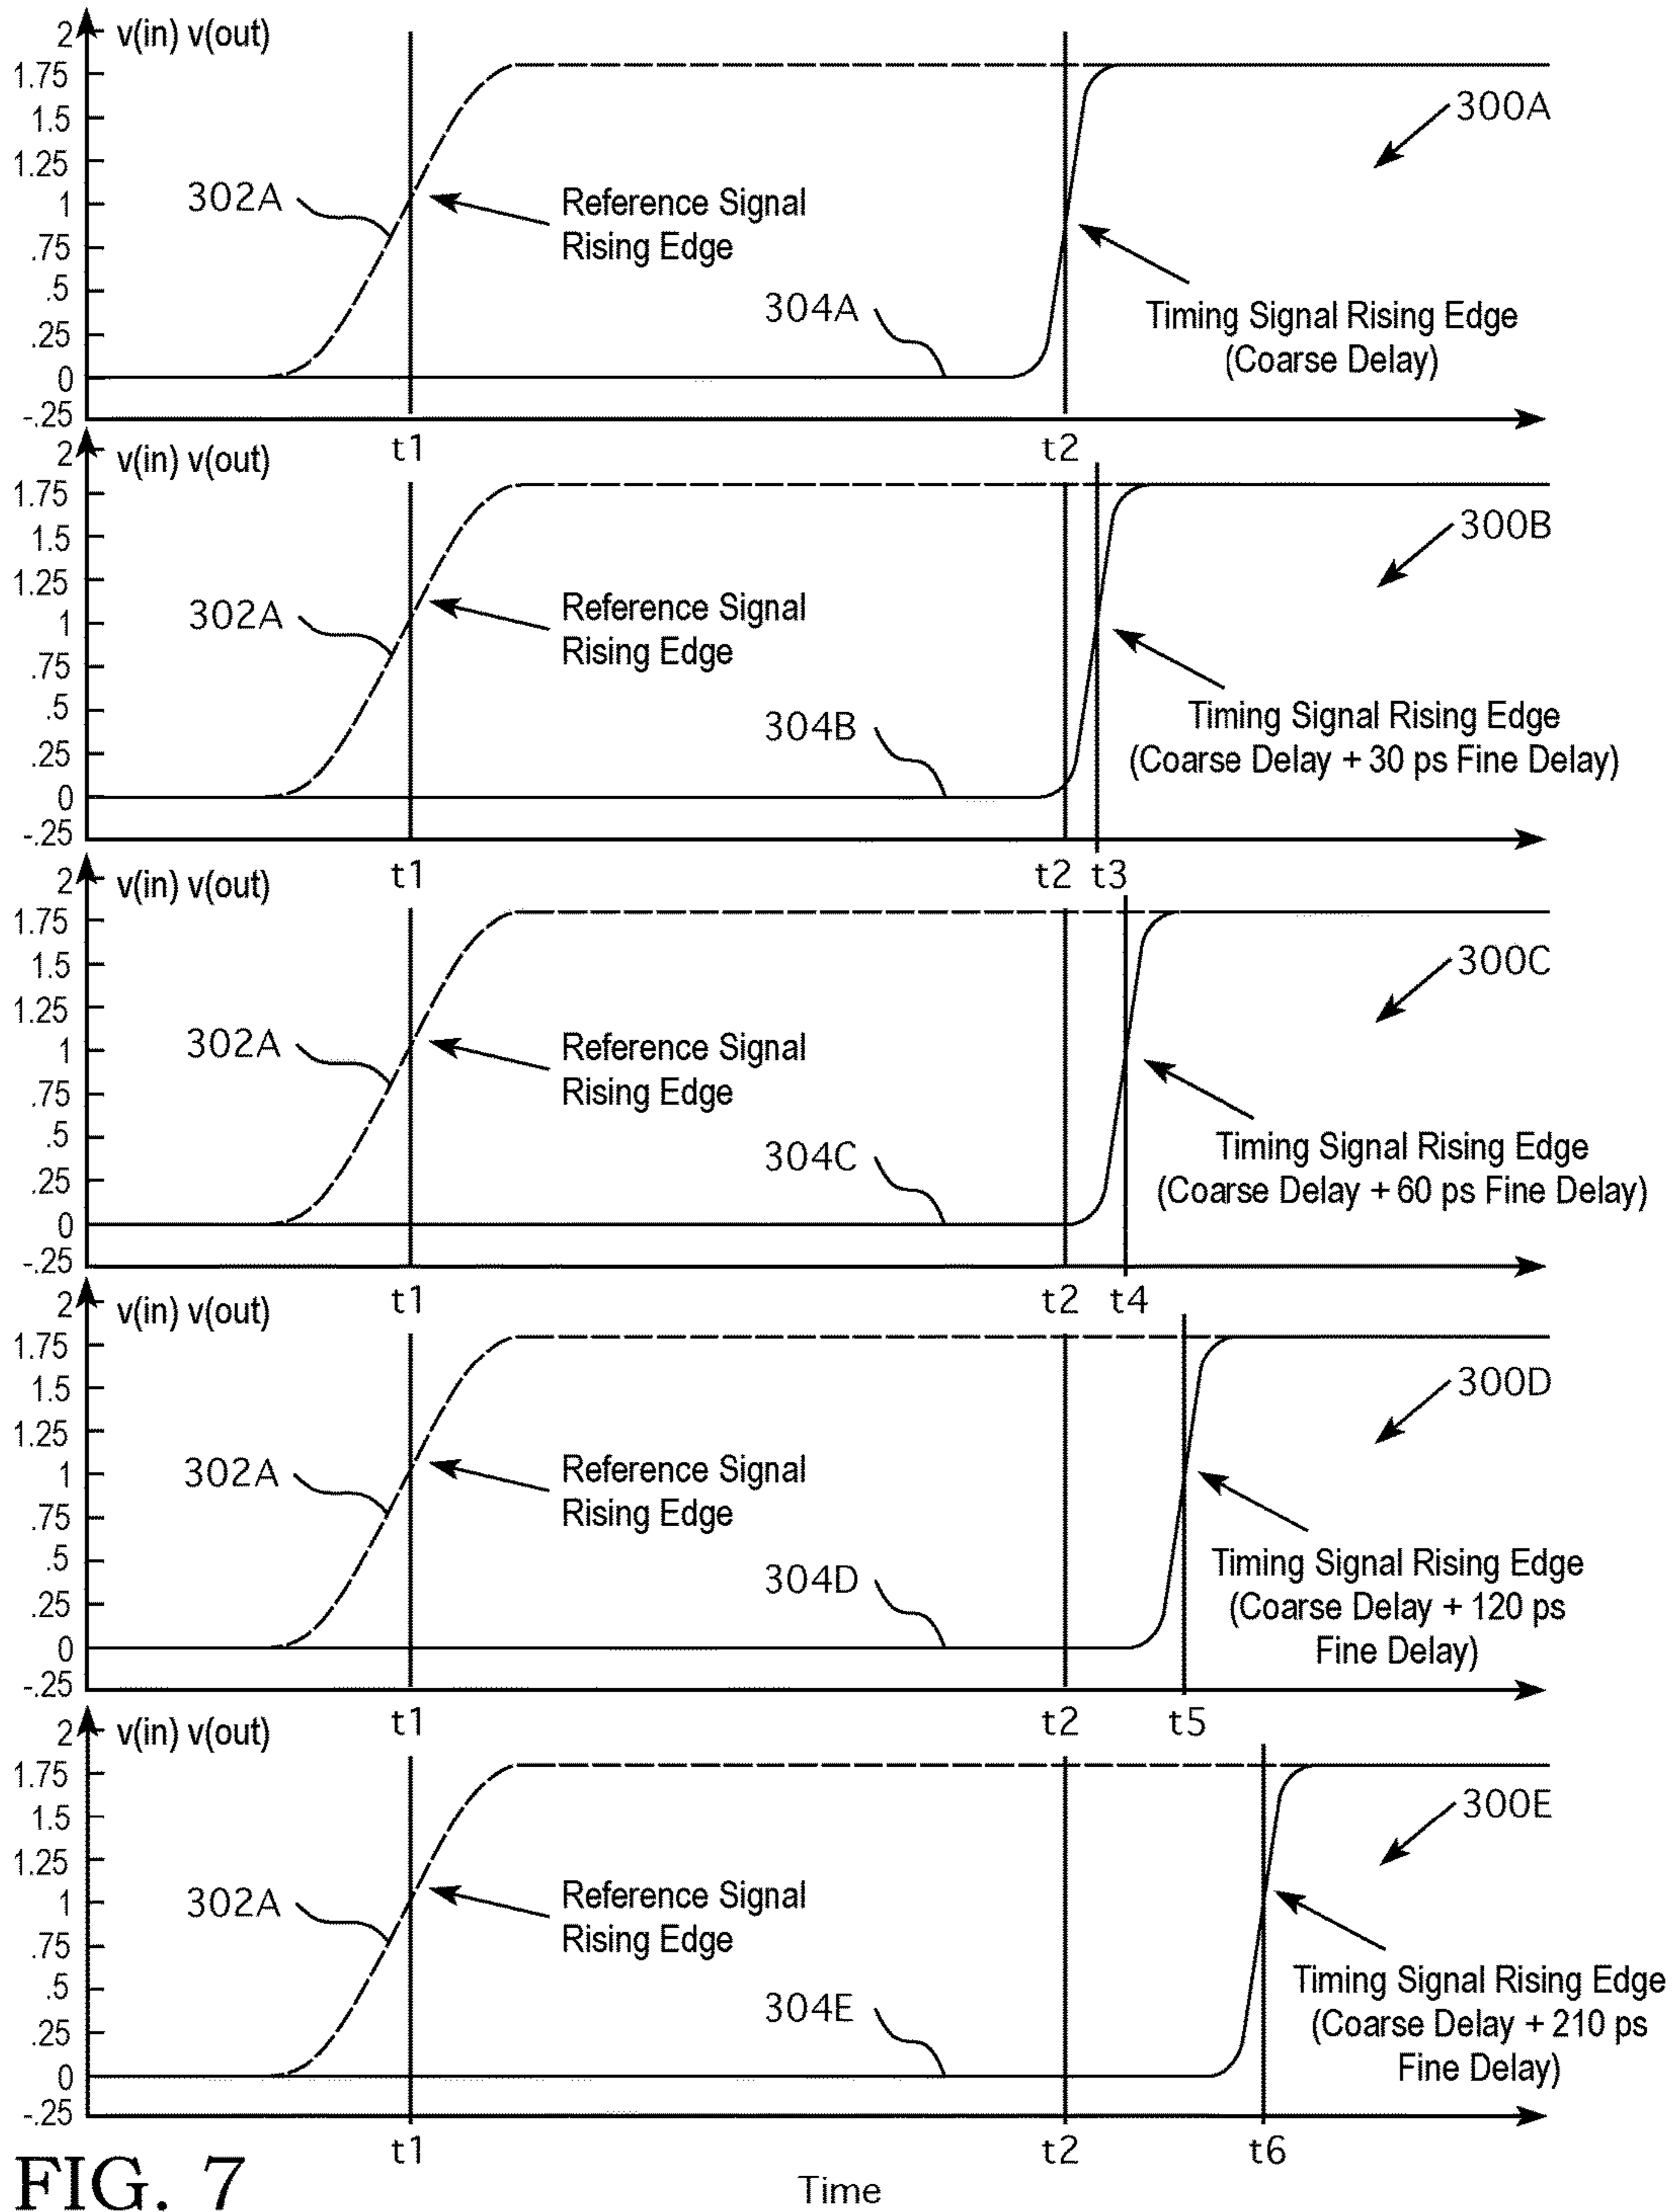 2
v(in) v(out)
1.75
1.5
1.25
1
.75
.5
.25
0
-.25
300A
302A
Reference Signal
Rising Edge
304A
Timing Signal Rising Edge
(Coarse Delay)
t1
t2
2
v(in) v(out)
1.75
1.5
1.25
1
.75
.5
.25
0
-.25
300B
302A
Reference Signal
Rising Edge
304B
Timing Signal Rising Edge
(Coarse Delay + 30 ps Fine Delay)
t1
t2
t3
2
v(in) v(out)
1.75
1.5
1.25
1
.75
.5
.25
0
-.25
300C
302A
Reference Signal
Rising Edge
304C
Timing Signal Rising Edge
(Coarse Delay + 60 ps Fine Delay)
t1
t2
t4
2
v(in) v(out)
1.75
1.5
1.25
1
.75
.5
.25
0
-.25
300D
302A
Reference Signal
Rising Edge
304D
Timing Signal Rising Edge
(Coarse Delay + 120 ps
Fine Delay)
t1
t2
t5
2
v(in) v(out)
1.75
1.5
1.25
1
.75
.5
.25
0
-.25
300E
302A
Reference Signal
Rising Edge
304E
Timing Signal Rising Edge
(Coarse Delay + 210 ps
Fine Delay)
t1
t2
t6
Time
FIG. 7